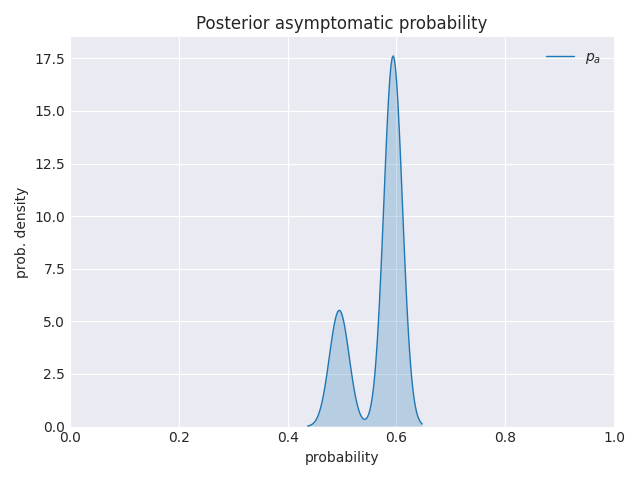 Posterior asymptomatic probability
pₐ
prob. density
17.5
15.0
12.5
10.0
7.5
5.0
2.5
0.0
0.0 0.2 0.4 0.6 0.8 1.0
probability